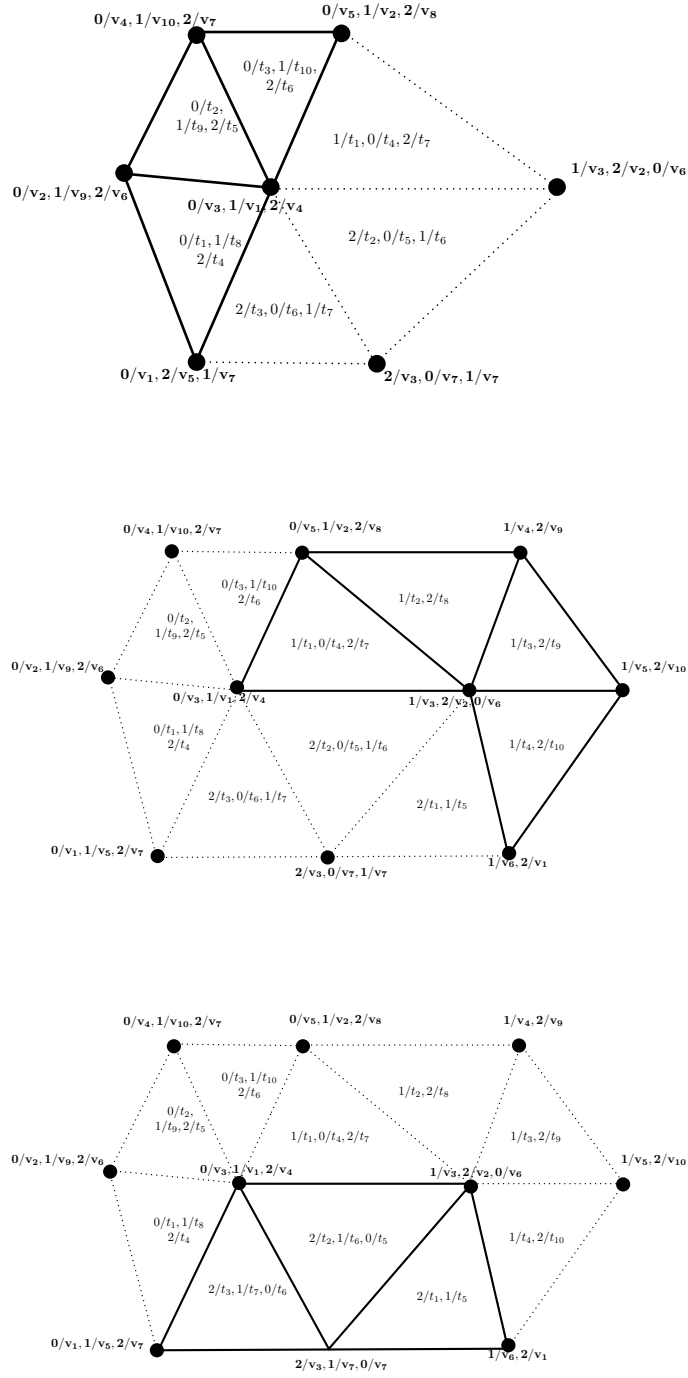 0/v₄, 1/v₁₀, 2/v₇
0/v₅, 1/v₂, 2/v₈
0/t₃, 1/t₁₀,
2/t₆
0/t₂,
1/t₉, 2/t₅
1/t₁, 0/t₄, 2/t₇
1/v₃, 2/v₂, 0/v₆
0/v₂, 1/v₉, 2/v₆
0/v₃, 1/v₁, 2/v₄
0/t₁, 1/t₈
2/t₄
2/t₂, 0/t₅, 1/t₆
2/t₃, 0/t₆, 1/t₇
0/v₁, 2/v₅, 1/v₇
2/v₃, 0/v₇, 1/v₇
0/v₄, 1/v₁₀, 2/v₇
0/v₅, 1/v₂, 2/v₈
1/v₄, 2/v₉
0/t₃, 1/t₁₀
2/t₆
1/t₂, 2/t₈
0/t₂,
1/t₉, 2/t₅
1/t₁, 0/t₄, 2/t₇
1/t₃, 2/t₉
0/v₂, 1/v₉, 2/v₆
1/v₅, 2/v₁₀
0/v₃, 1/v₁, 2/v₄
1/v₃, 2/v₂, 0/v₆
0/t₁, 1/t₈
2/t₄
2/t₂, 0/t₅, 1/t₆
1/t₄, 2/t₁₀
2/t₃, 0/t₆, 1/t₇
2/t₁, 1/t₅
0/v₁, 1/v₅, 2/v₇
2/v₃, 0/v₇, 1/v₇
1/v₆, 2/v₁
0/v₄, 1/v₁₀, 2/v₇
0/v₅, 1/v₂, 2/v₈
1/v₄, 2/v₉
0/t₃, 1/t₁₀
2/t₆
1/t₂, 2/t₈
0/t₂,
1/t₉, 2/t₅
1/t₁, 0/t₄, 2/t₇
1/t₃, 2/t₉
0/v₂, 1/v₉, 2/v₆
1/v₅, 2/v₁₀
0/v₃, 1/v₁, 2/v₄
1/v₃, 2/v₂, 0/v₆
0/t₁, 1/t₈
2/t₄
2/t₂, 1/t₆, 0/t₅
1/t₄, 2/t₁₀
2/t₃, 1/t₇, 0/t₆
2/t₁, 1/t₅
0/v₁, 1/v₅, 2/v₇
2/v₃, 1/v₇, 0/v₇
1/v₆, 2/v₁